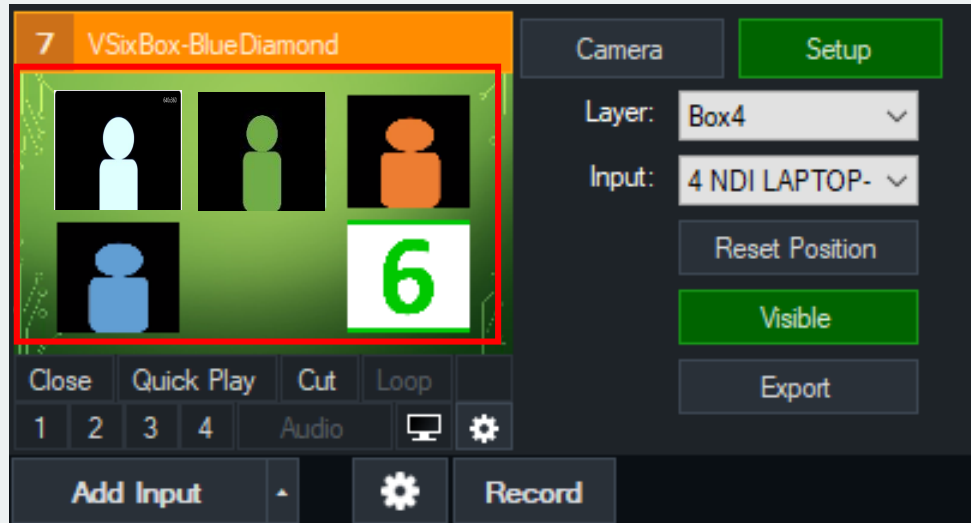 7 VSixBox-BlueDiamond
6
Close Quick Play Cut Loop
1 2 3 4 Audio
Camera Setup
Layer: Box4
Input: 4 NDI LAPTOP-
Reset Position
Visible
Export
Add Input Record